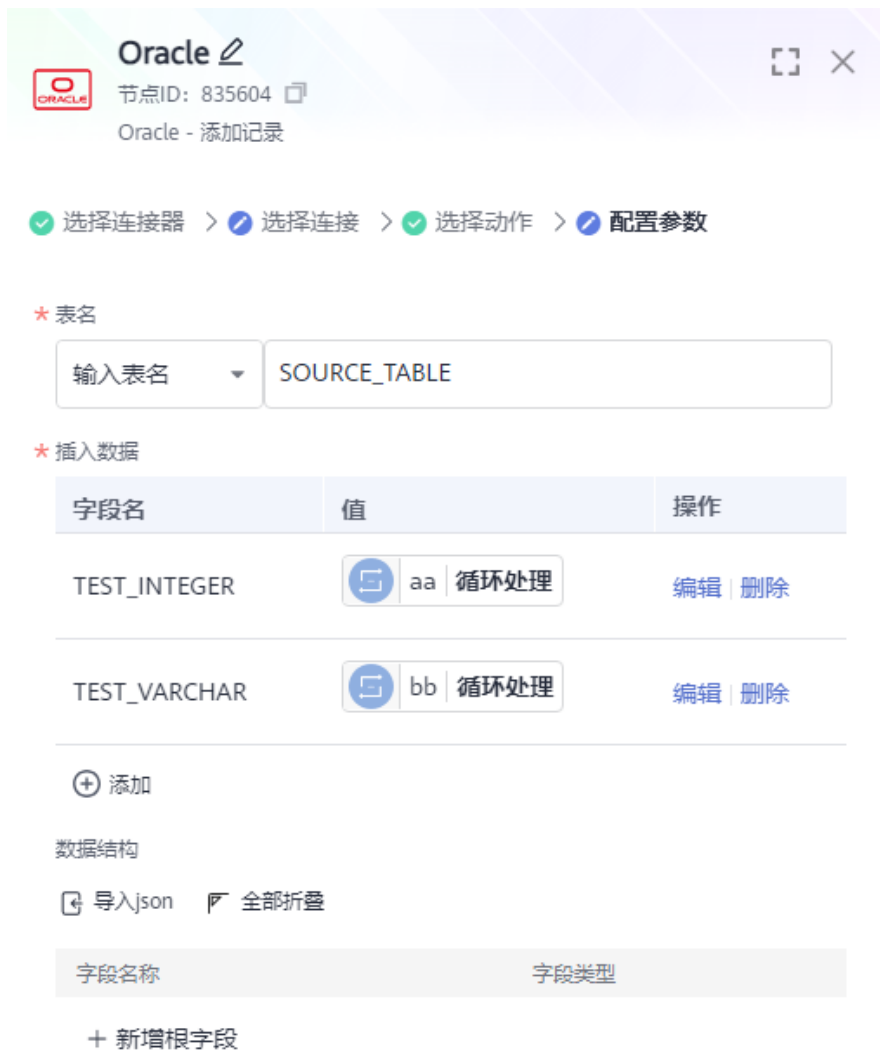 Oracle
ORACLE
节点ID：835604
Oracle - 添加记录
选择连接器 > 选择连接 > 选择动作 > 配置参数
* 表名
输入表名 SOURCE_TABLE
* 插入数据
字段名 值 操作
TEST_INTEGER aa 循环处理 编辑 | 删除
TEST_VARCHAR bb 循环处理 编辑 | 删除
添加
数据结构
导入json 全部折叠
字段名称 字段类型
+ 新增根字段